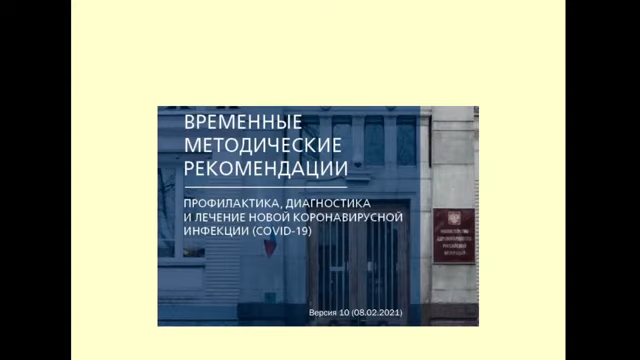 ВРЕМЕННЫЕ
МЕТОДИЧЕСКИЕ
РЕКОМЕНДАЦИИ
ПРОФИЛАКТИКА, ДИАГНОСТИКА
И ЛЕЧЕНИЕ НОВОЙ КОРОНАВИРУСНОЙ
ИНФЕКЦИИ (COVID-19)
Версия 10 (08.02.2021)